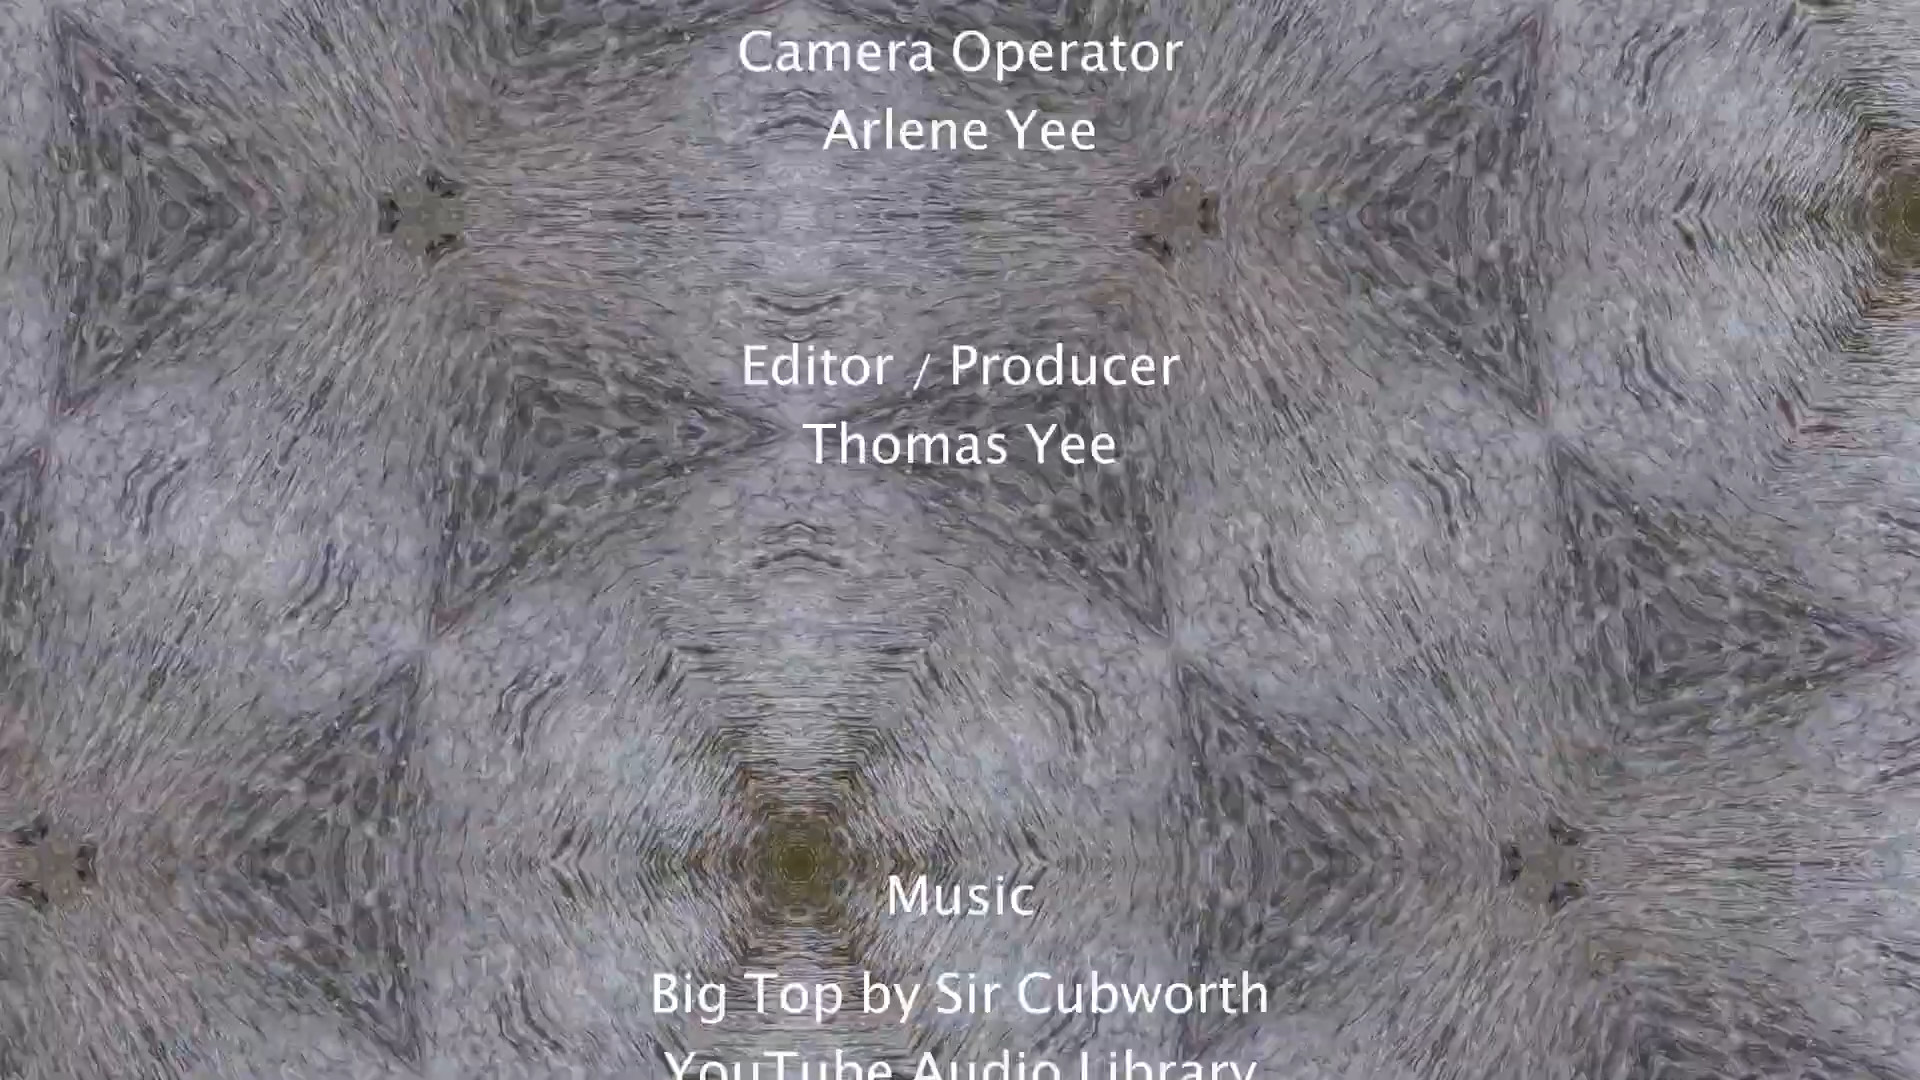 Camera Operator
Arlene Yee
Editor / Producer
Thomas Yee
Music
Big Top by Sir Cubworth
YouTube Audio Library